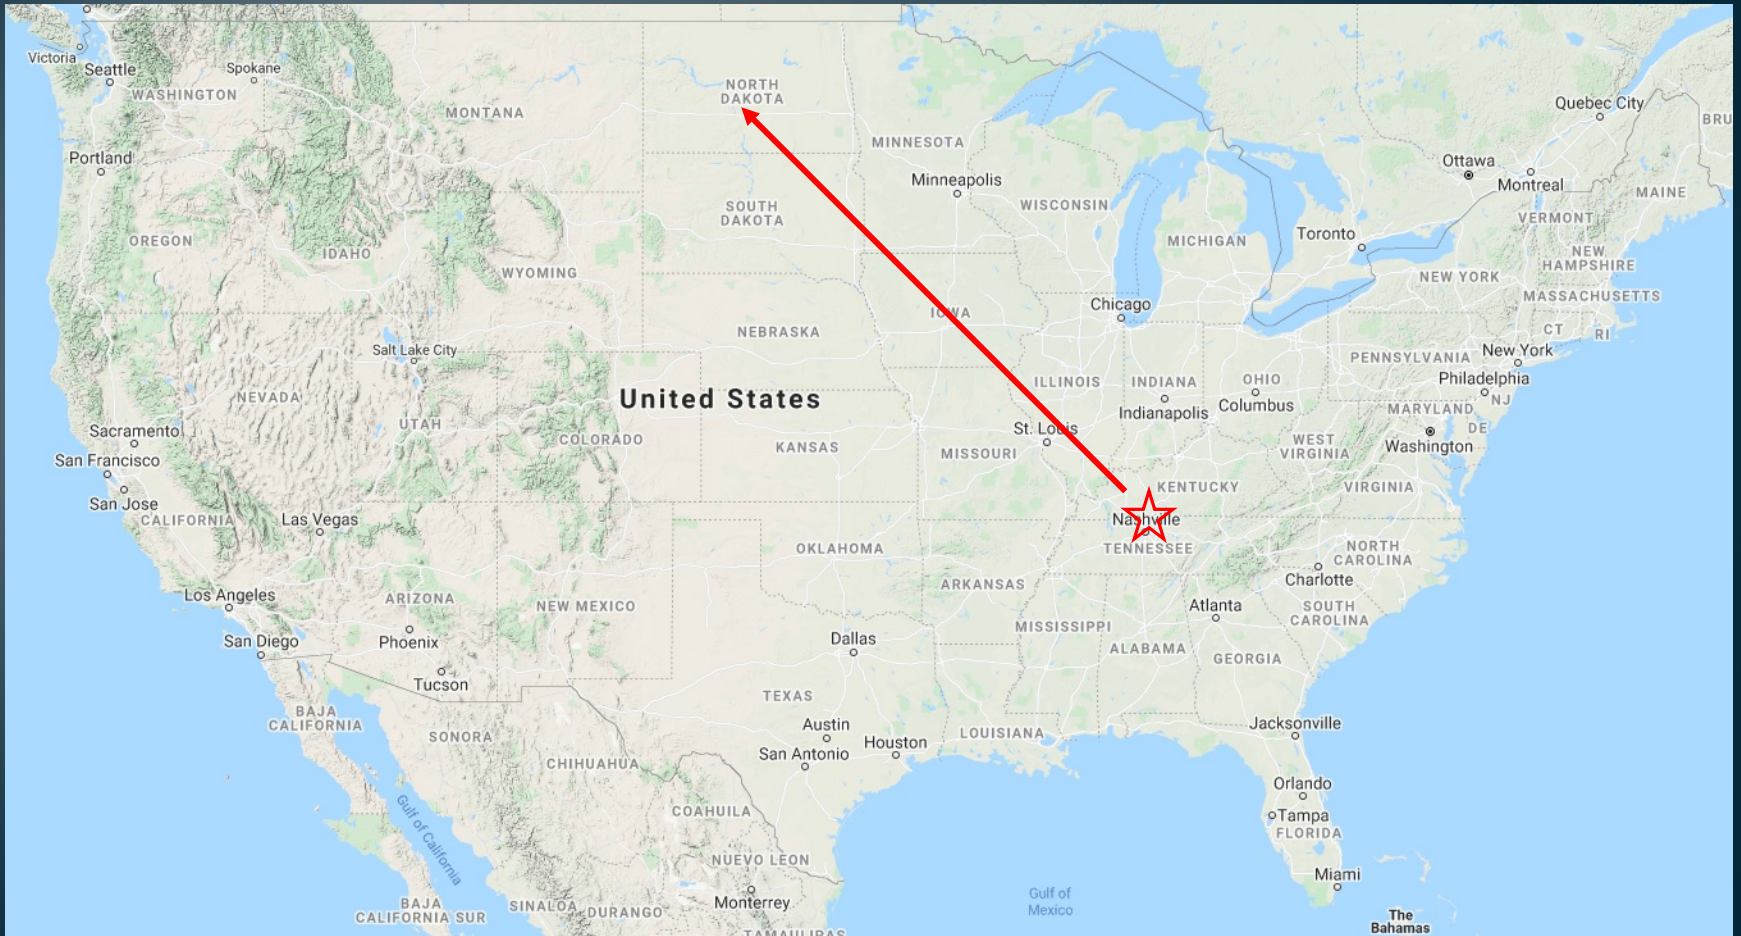 Victoria
Seattle
Spokane
WASHINGTON
MONTANA
NORTH
DAKOTA
MINNESOTA
Quebec City
BRU
Portland
Minneapolis
Ottawa
Montreal
MAINE
OREGON
IDAHO
WYOMING
SOUTH
DAKOTA
WISCONSIN
MICHIGAN
Toronto
VERMONT
NEW
HAMPSHIRE
NEW YORK
MASSACHUSETTS
CT
RI
Chicago
IOWA
NEBRASKA
Salt Lake City
PENNSYLVANIA
New York
Philadelphia
NJ
NEVADA
UTAH
United States
ILLINOIS
INDIANA
OHIO
Indianapolis
Columbus
MARYLAND
DE
Washington
Sacramento
San Francisco
San Jose
CALIFORNIA
COLORADO
KANSAS
MISSOURI
St. Louis
WEST
VIRGINIA
KENTUCKY
VIRGINIA
Las Vegas
Nashville
TENNESSEE
OKLAHOMA
NORTH
CAROLINA
Charlotte
Los Angeles
ARIZONA
NEW MEXICO
ARKANSAS
Atlanta
SOUTH
CAROLINA
San Diego
Phoenix
Dallas
MISSISSIPPI
ALABAMA
GEORGIA
Tucson
TEXAS
BAJA
CALIFORNIA
SONORA
Austin
San Antonio
Houston
LOUISIANA
Jacksonville
CHIHUAHUA
Orlando
Tampa
FLORIDA
Gulf of California
COAHUILA
NUEVO LEON
Miami
Monterrey
Gulf of
Mexico
BAJA
CALIFORNIA SUR
SINALOA
DURANGO
TAMAULIPAS
The
Bahamas